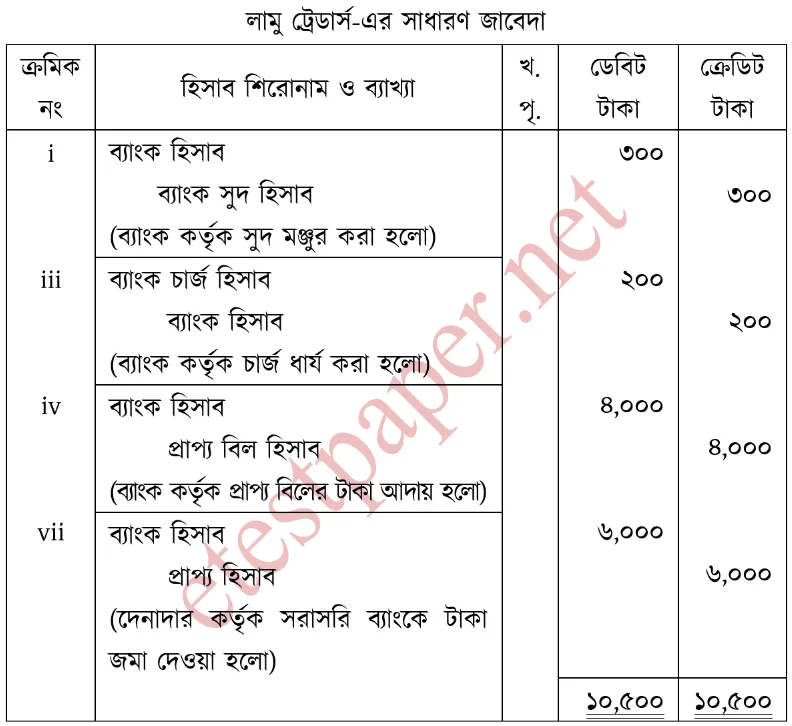 লামু ট্রেডার্স-এর সাধারণ জাবেদা
ক্রমিক নং হিসাব শিরোনাম ও ব্যাখ্যা খ. পৃ. ডেবিট টাকা ক্রেডিট টাকা
i ব্যাংক হিসাব ৩০০
ব্যাংক সুদ হিসাব ৩০০
(ব্যাংক কর্তৃক সুদ মঞ্জুর করা হলো)
iii ব্যাংক চার্জ হিসাব ২০০
ব্যাংক হিসাব ২০০
(ব্যাংক কর্তৃক চার্জ ধার্য করা হলো)
iv ব্যাংক হিসাব ৪,০০০
প্রাপ্য বিল হিসাব ৪,০০০
(ব্যাংক কর্তৃক প্রাপ্য বিলের টাকা আদায় হলো)
vii ব্যাংক হিসাব ৬,০০০
প্রাপ্য হিসাব ৬,০০০
(দেনাদার কর্তৃক সরাসরি ব্যাংকে টাকা
জমা দেওয়া হলো)
১০,৫০০ ১০,৫০০
etestpaper.net